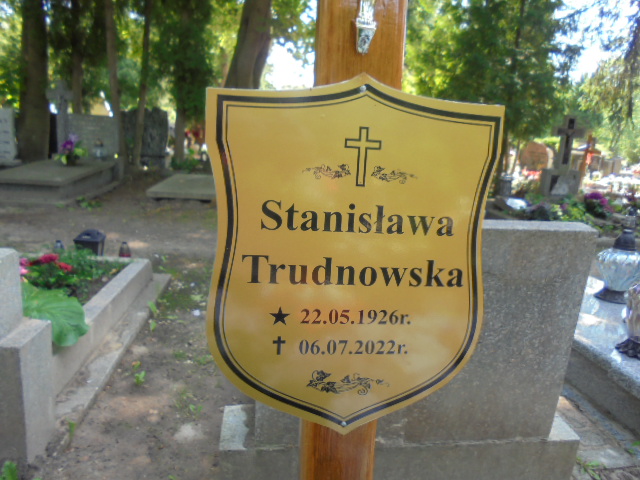 Stanisława
Trudnowska
★ 22.05.1926r.
✝ 06.07.2022r.